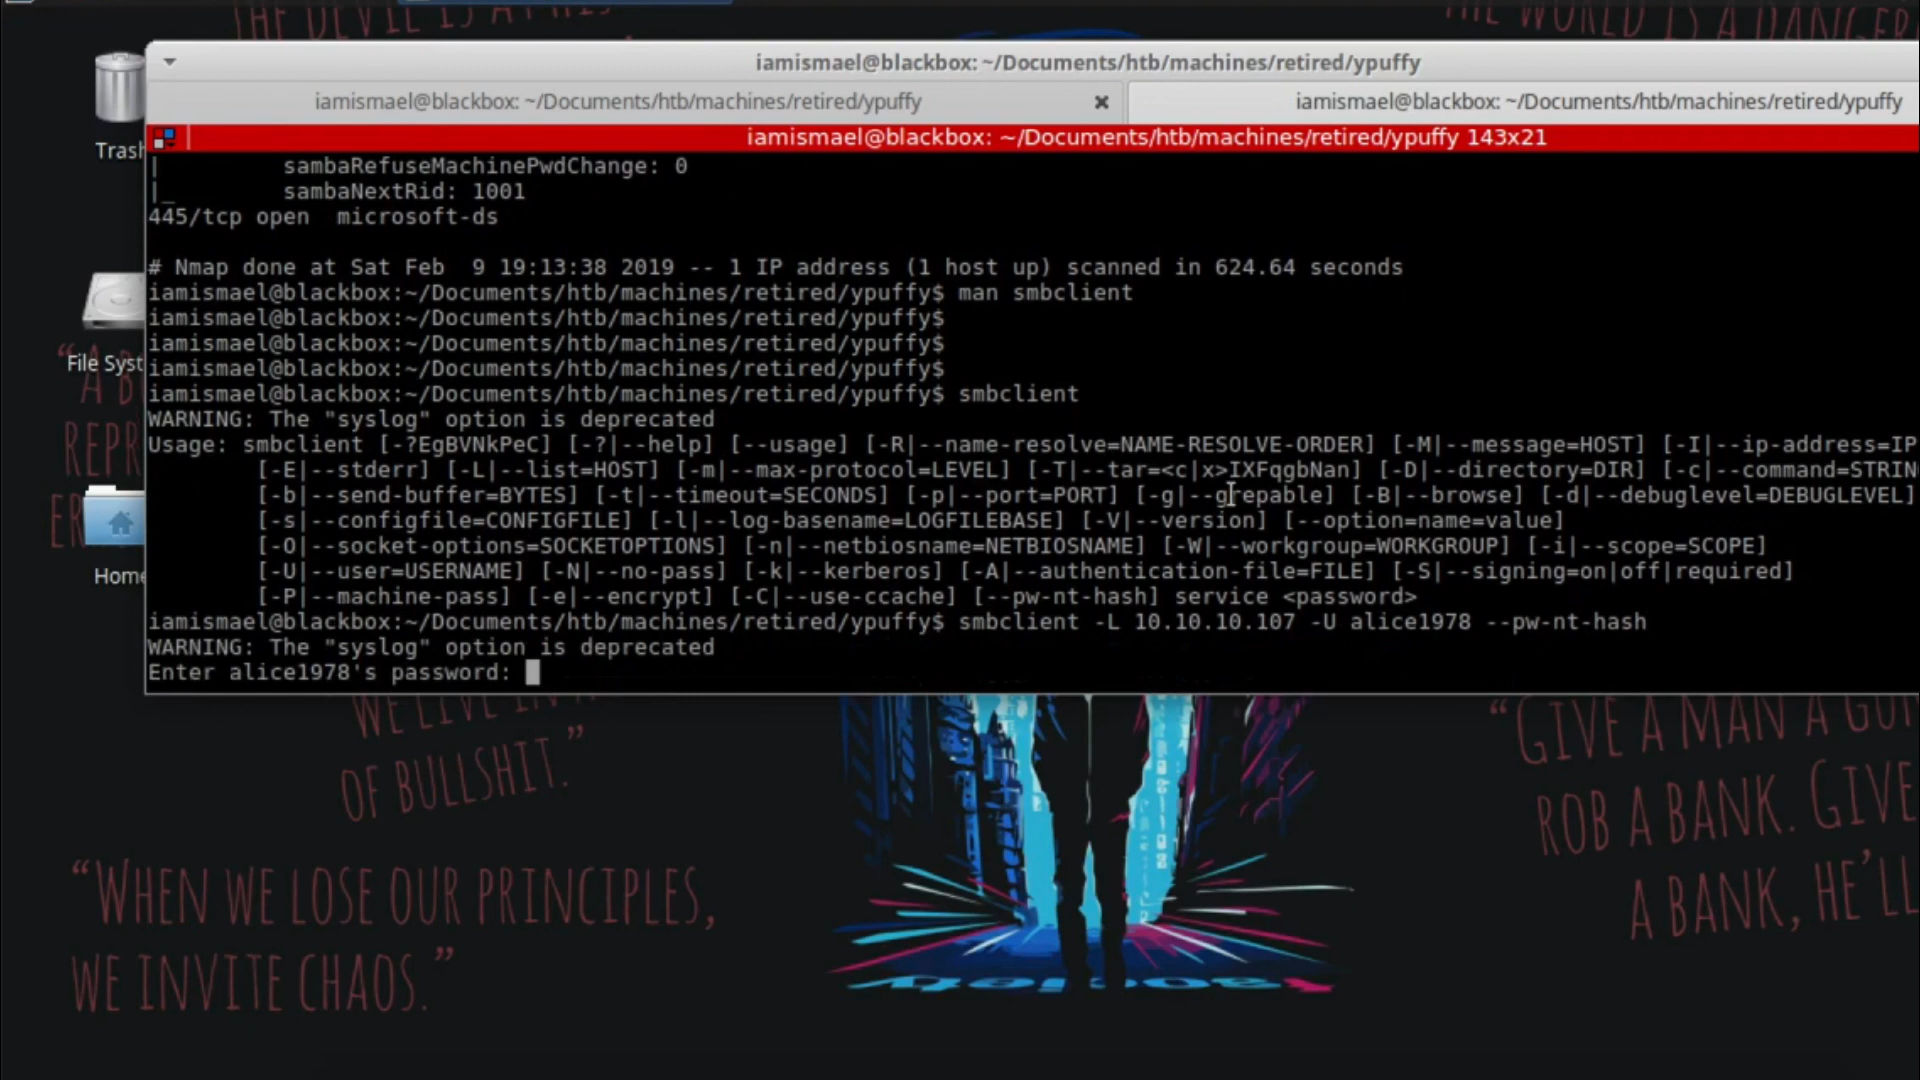 THE DEVIL IS AT HIS
THE WORLD IS A DANGER
iamismael@blackbox: ~/Documents/htb/machines/retired/ypuffy
iamismael@blackbox: ~/Documents/htb/machines/retired/ypuffy
iamismael@blackbox: ~/Documents/htb/machines/retired/ypuffy
iamismael@blackbox: ~/Documents/htb/machines/retired/ypuffy 143x21
Trash
File Syst
Home
|        sambaRefuseMachinePwdChange: 0
|_       sambaNextRid: 1001
445/tcp open  microsoft-ds
# Nmap done at Sat Feb  9 19:13:38 2019 -- 1 IP address (1 host up) scanned in 624.64 seconds
iamismael@blackbox:~/Documents/htb/machines/retired/ypuffy$ man smbclient
iamismael@blackbox:~/Documents/htb/machines/retired/ypuffy$
iamismael@blackbox:~/Documents/htb/machines/retired/ypuffy$
iamismael@blackbox:~/Documents/htb/machines/retired/ypuffy$
iamismael@blackbox:~/Documents/htb/machines/retired/ypuffy$ smbclient
WARNING: The "syslog" option is deprecated
Usage: smbclient [-?EgBVNkPeC] [-?|--help] [--usage] [-R|--name-resolve=NAME-RESOLVE-ORDER] [-M|--message=HOST] [-I|--ip-address=IP
[-E|--stderr] [-L|--list=HOST] [-m|--max-protocol=LEVEL] [-T|--tar=<c|x>IXFqgbNan] [-D|--directory=DIR] [-c|--command=STRIN
[-b|--send-buffer=BYTES] [-t|--timeout=SECONDS] [-p|--port=PORT] [-g|--grepable] [-B|--browse] [-d|--debuglevel=DEBUGLEVEL]
[-s|--configfile=CONFIGFILE] [-l|--log-basename=LOGFILEBASE] [-V|--version] [--option=name=value]
[-O|--socket-options=SOCKETOPTIONS] [-n|--netbiosname=NETBIOSNAME] [-W|--workgroup=WORKGROUP] [-i|--scope=SCOPE]
[-U|--user=USERNAME] [-N|--no-pass] [-k|--kerberos] [-A|--authentication-file=FILE] [-S|--signing=on|off|required]
[-P|--machine-pass] [-e|--encrypt] [-C|--use-ccache] [--pw-nt-hash] service <password>
iamismael@blackbox:~/Documents/htb/machines/retired/ypuffy$ smbclient -L 10.10.10.107 -U alice1978 --pw-nt-hash
WARNING: The "syslog" option is deprecated
Enter alice1978's password:
“A B
REPR
ER
WE LIVE IN
OF BULLSHIT.”
“WHEN WE LOSE OUR PRINCIPLES,
WE INVITE CHAOS.”
“GIVE A MAN A GUN
ROB A BANK. GIVE
A BANK, HE'LL